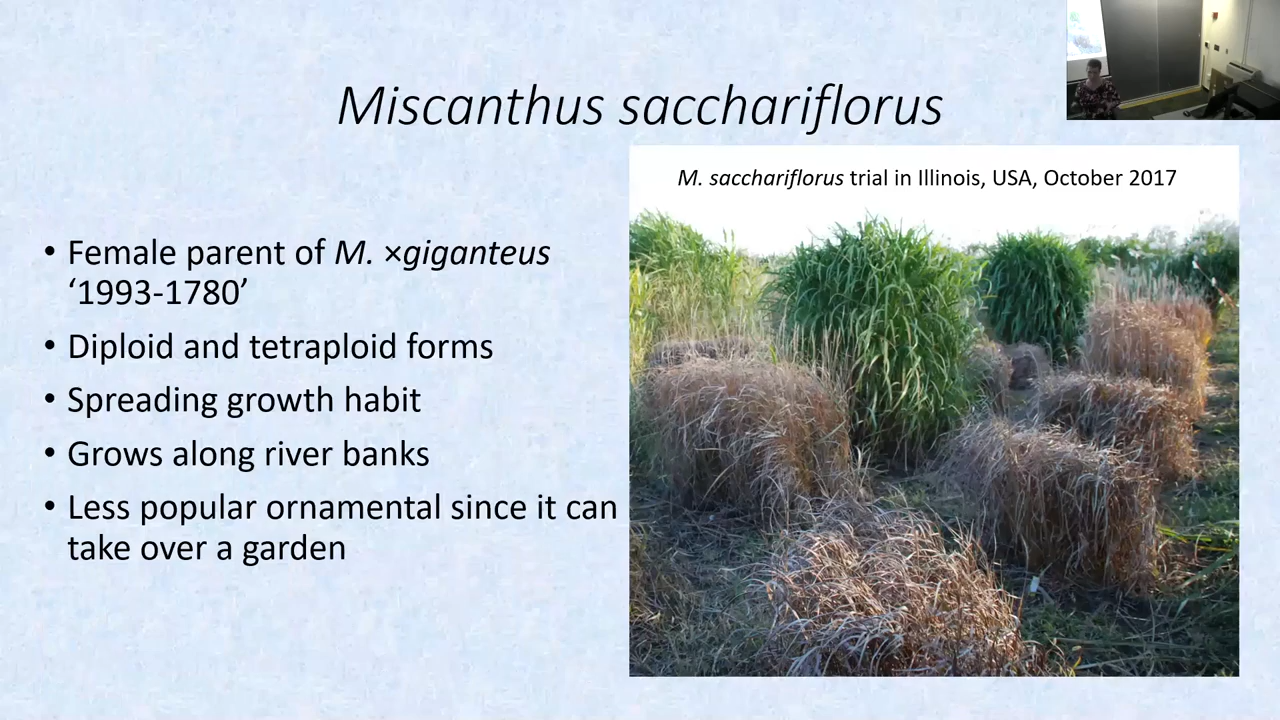 Miscanthus sacchariflorus
M. sacchariflorus trial in Illinois, USA, October 2017
• Female parent of M. ×giganteus
‘1993-1780’
• Diploid and tetraploid forms
• Spreading growth habit
• Grows along river banks
• Less popular ornamental since it can
take over a garden